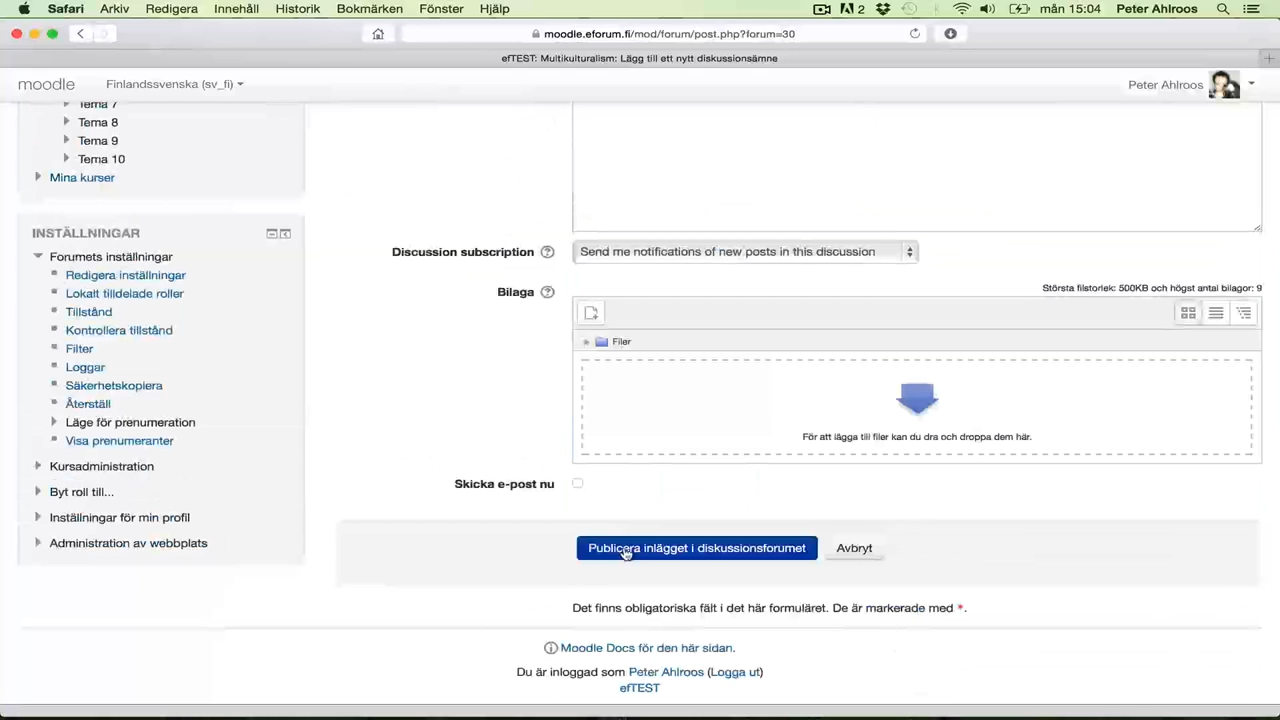 Safari Arkiv Redigera Innehåll Historik Bokmärken Fönster Hjälp 2 mån 15:04 Peter Ahlroos
moodle.eforum.fi/mod/forum/post.php?forum=30
efTEST: Multikulturalism: Lägg till ett nytt diskussionsämne
moodle Finlandssvenska (sv_fi) Peter Ahlroos
Tema 7
Tema 8
Tema 9
Tema 10
Mina kurser
INSTÄLLNINGAR
Forumets inställningar
Redigera inställningar
Lokalt tilldelade roller
Tillstånd
Kontrollera tillstånd
Filter
Loggar
Säkerhetskopiera
Återställ
Läge för prenumeration
Visa prenumeranter
Kursadministration
Byt roll till...
Inställningar för min profil
Administration av webbplats
Discussion subscription Send me notifications of new posts in this discussion
Bilaga Största filstorlek: 500KB och högst antal bilagor: 9
Filer
För att lägga till filer kan du dra och droppa dem här.
Skicka e-post nu
Publicera inlägget i diskussionsforumet Avbryt
Det finns obligatoriska fält i det här formuläret. De är markerade med *.
Moodle Docs för den här sidan.
Du är inloggad som Peter Ahlroos (Logga ut)
efTEST